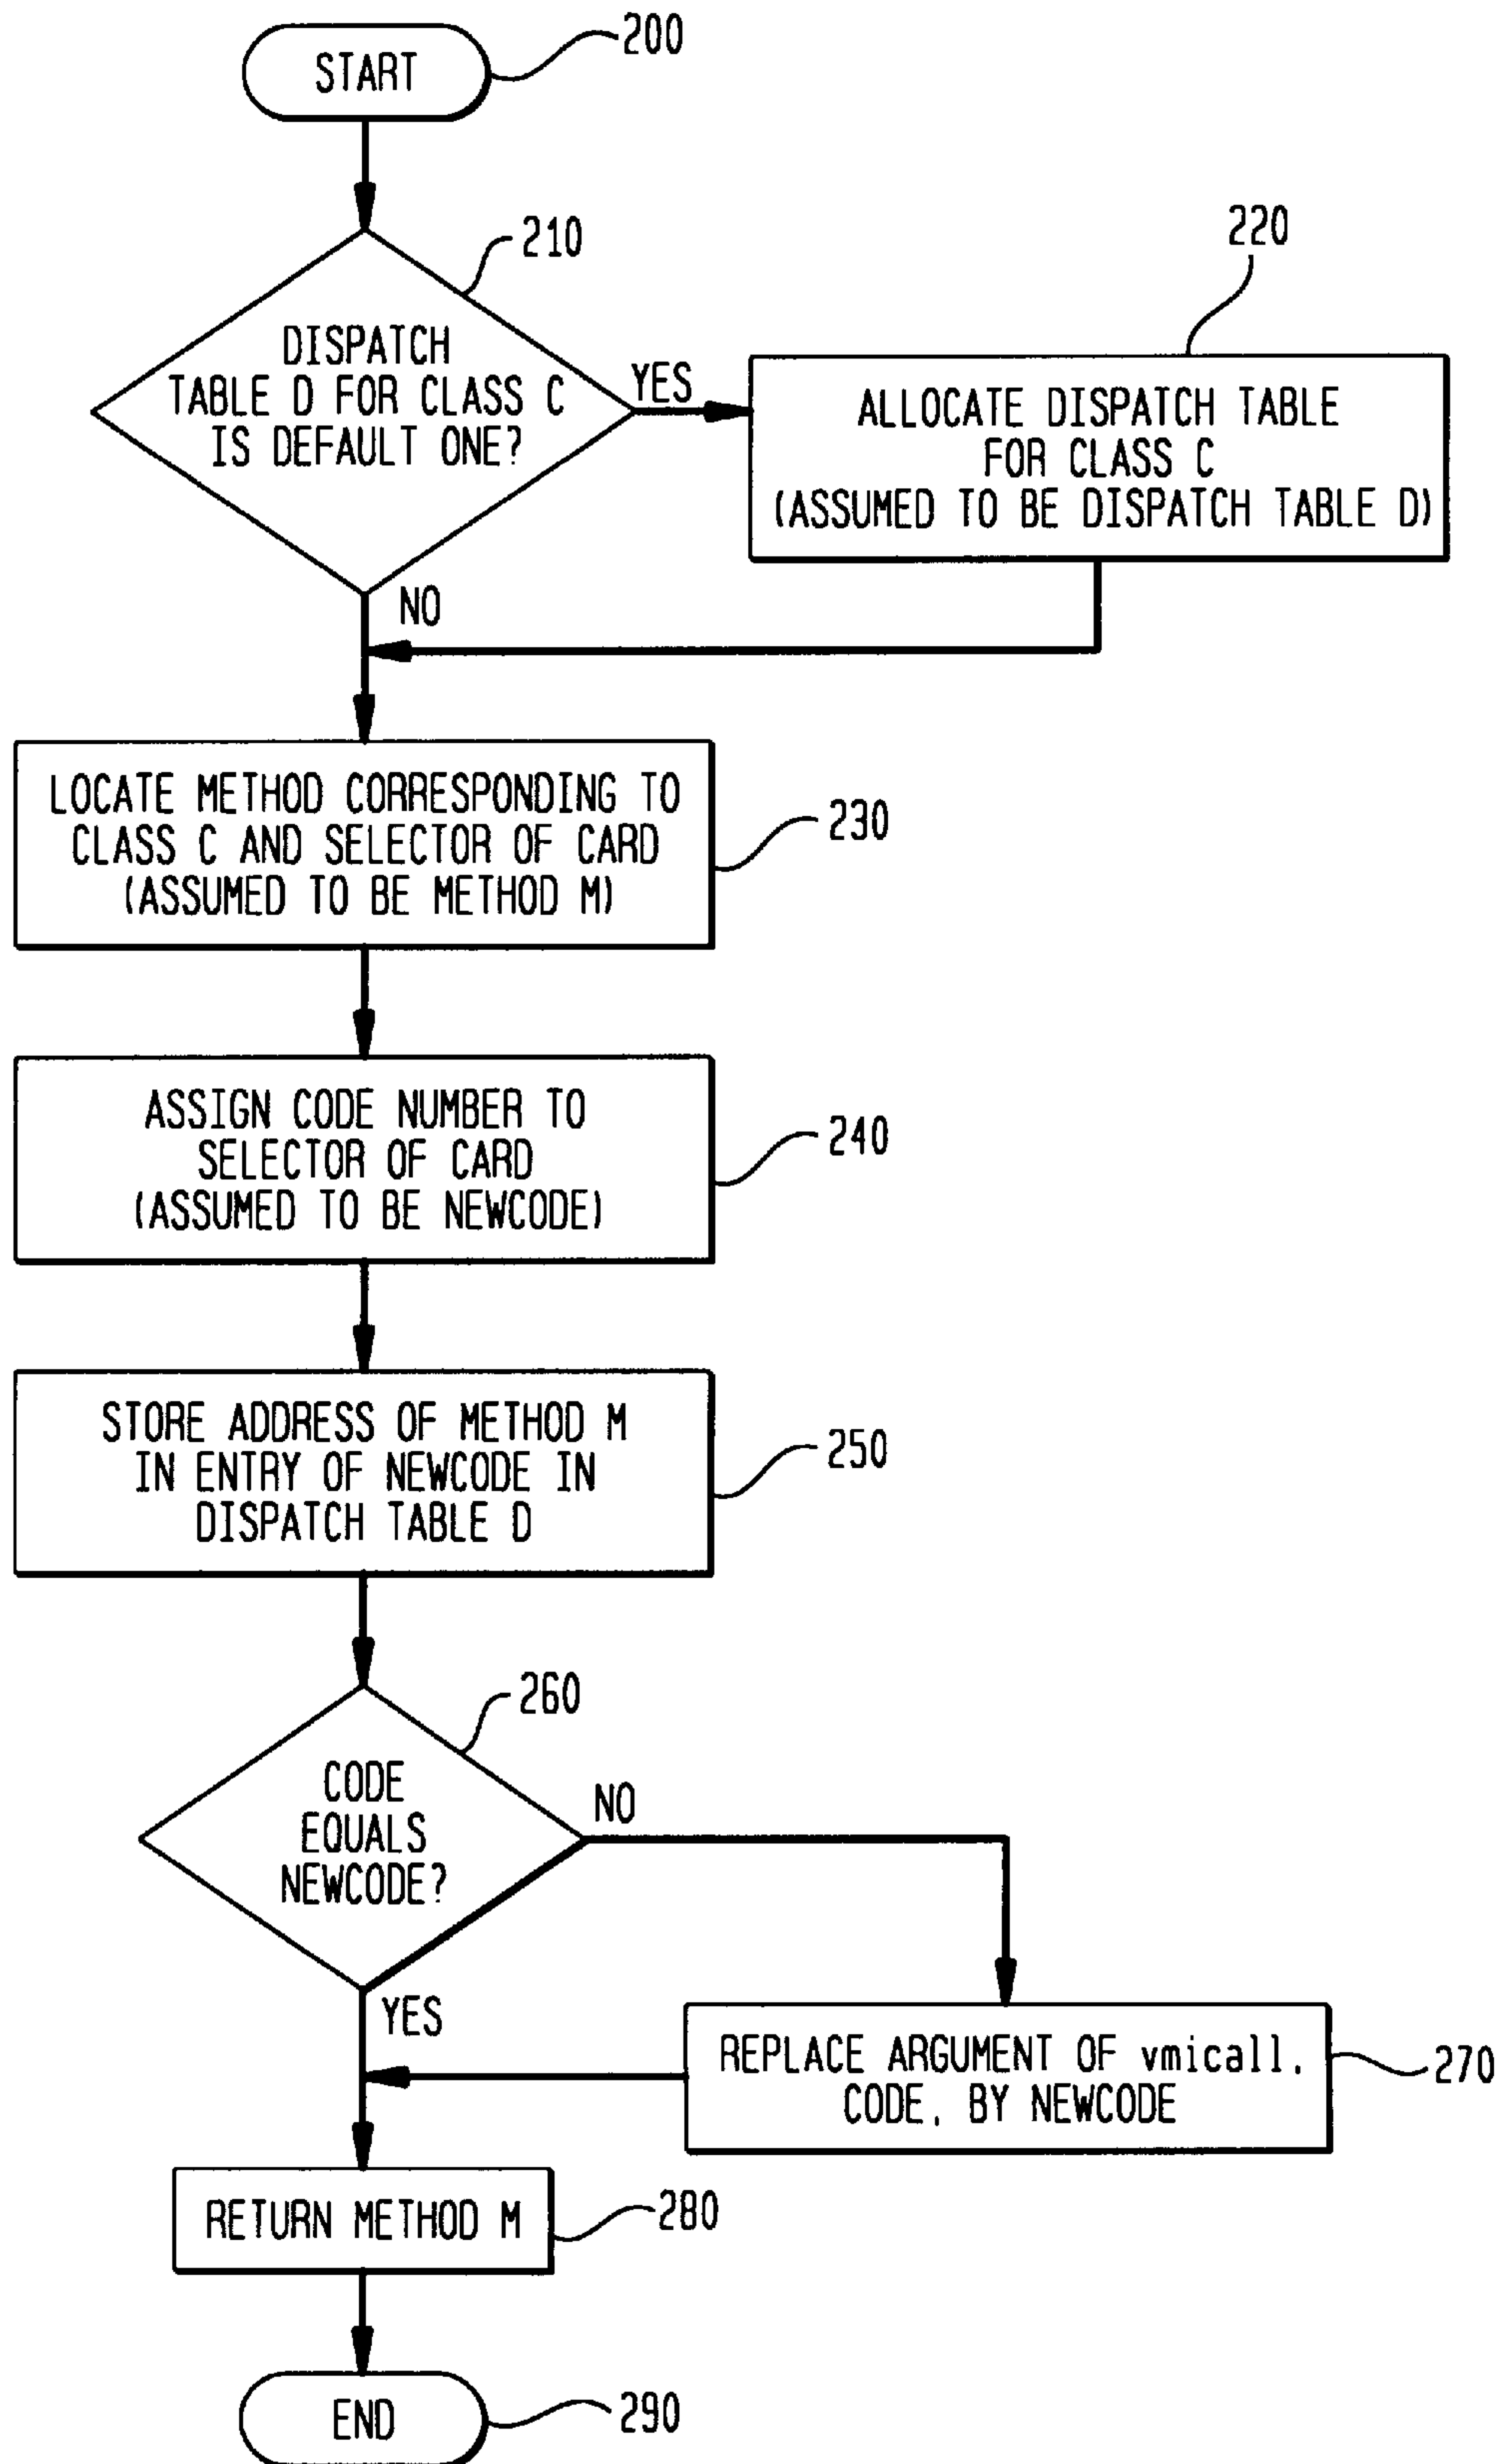 START
200
210
DISPATCH
TABLE D FOR CLASS C
IS DEFAULT ONE?
YES
220
ALLOCATE DISPATCH TABLE
FOR CLASS C
(ASSUMED TO BE DISPATCH TABLE D)
NO
LOCATE METHOD CORRESPONDING TO
CLASS C AND SELECTOR OF CARD
(ASSUMED TO BE METHOD M)
230
ASSIGN CODE NUMBER TO
SELECTOR OF CARD
(ASSUMED TO BE NEWCODE)
240
STORE ADDRESS OF METHOD M
IN ENTRY OF NEWCODE IN
DISPATCH TABLE D
250
260
CODE
EQUALS
NEWCODE?
NO
YES
REPLACE ARGUMENT OF vmicall,
CODE, BY NEWCODE
270
RETURN METHOD M
280
END
290